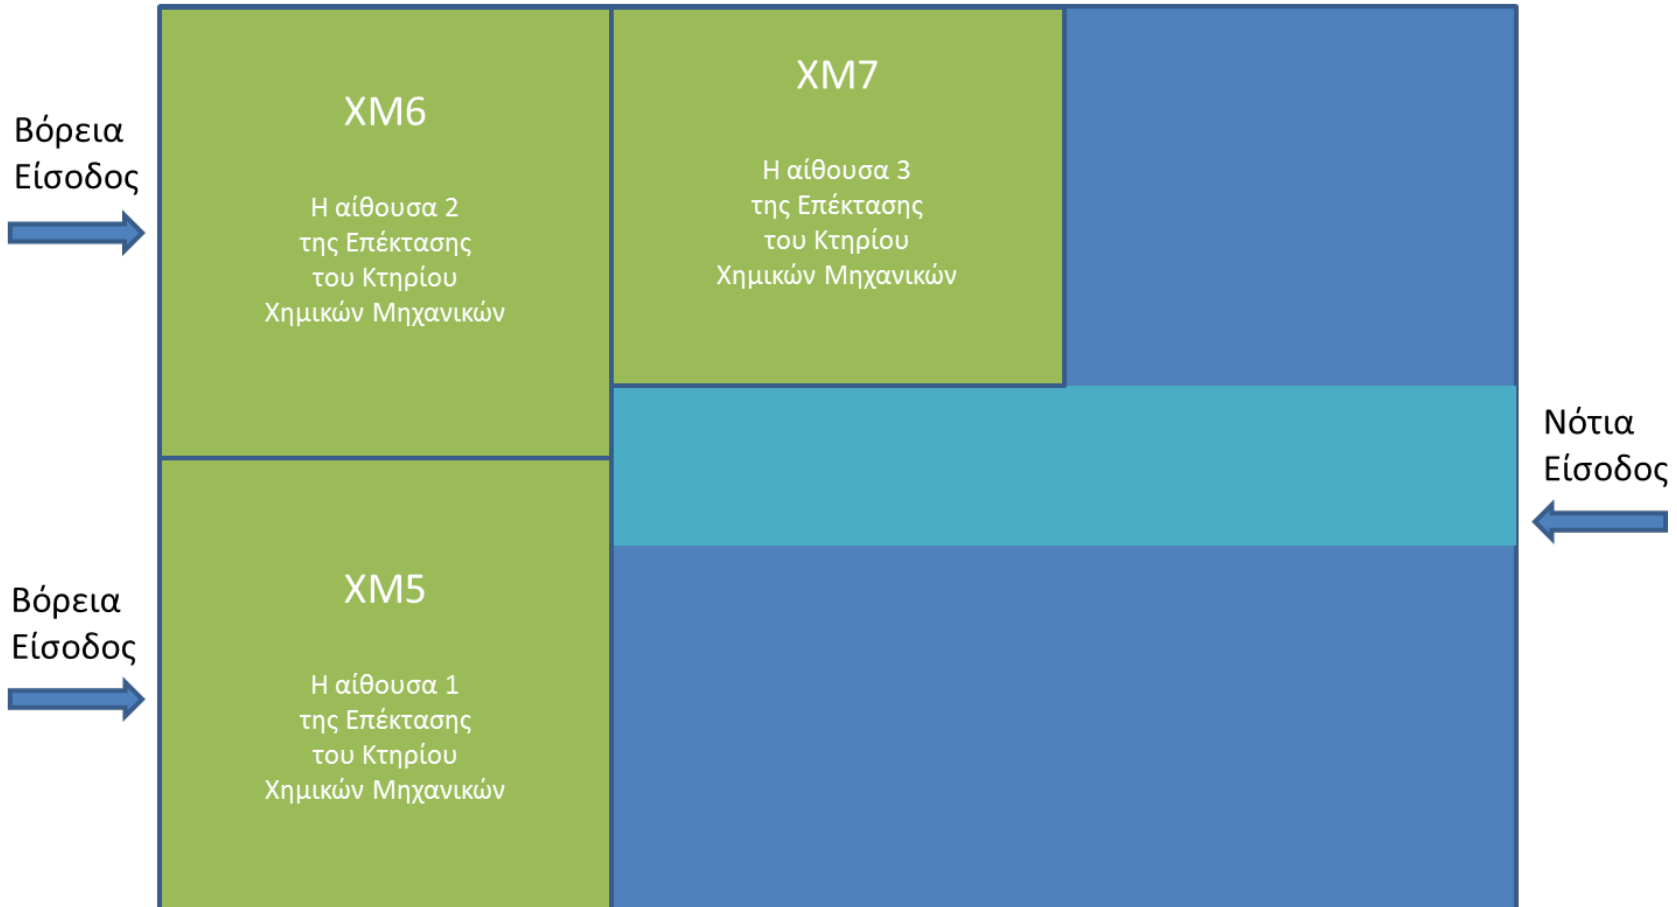 Βόρεια
Είσοδος
ΧΜ6
Η αίθουσα 2
της Επέκτασης
του Κτηρίου
Χημικών Μηχανικών
ΧΜ7
Η αίθουσα 3
της Επέκτασης
του Κτηρίου
Χημικών Μηχανικών
Νότια
Είσοδος
Βόρεια
Είσοδος
ΧΜ5
Η αίθουσα 1
της Επέκτασης
του Κτηρίου
Χημικών Μηχανικών